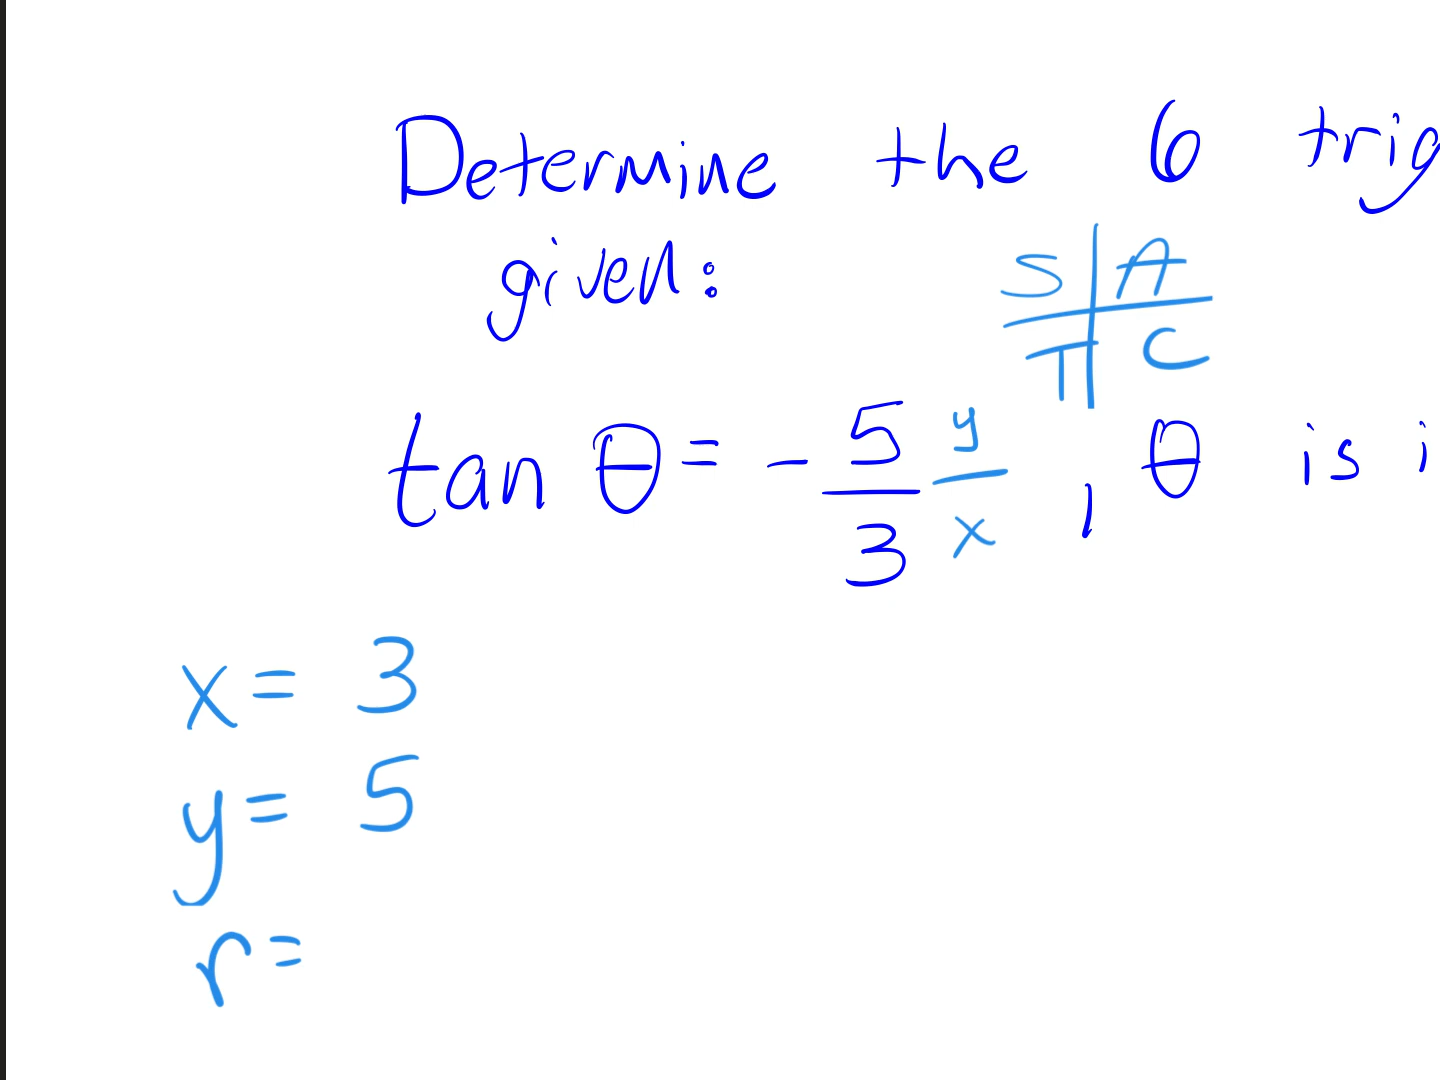 Determine the 6 trig
given:
S A
T C
tan θ = - 5/3 y/x , θ is i
x = 3
y = 5
r =